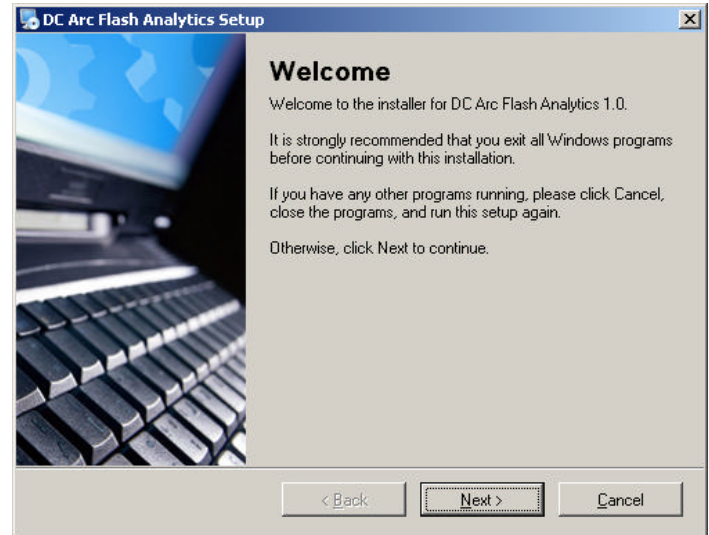 DC Arc Flash Analytics Setup
Welcome
Welcome to the installer for DC Arc Flash Analytics 1.0.
It is strongly recommended that you exit all Windows programs
before continuing with this installation.
If you have any other programs running, please click Cancel,
close the programs, and run this setup again.
Otherwise, click Next to continue.
< Back
Next >
Cancel